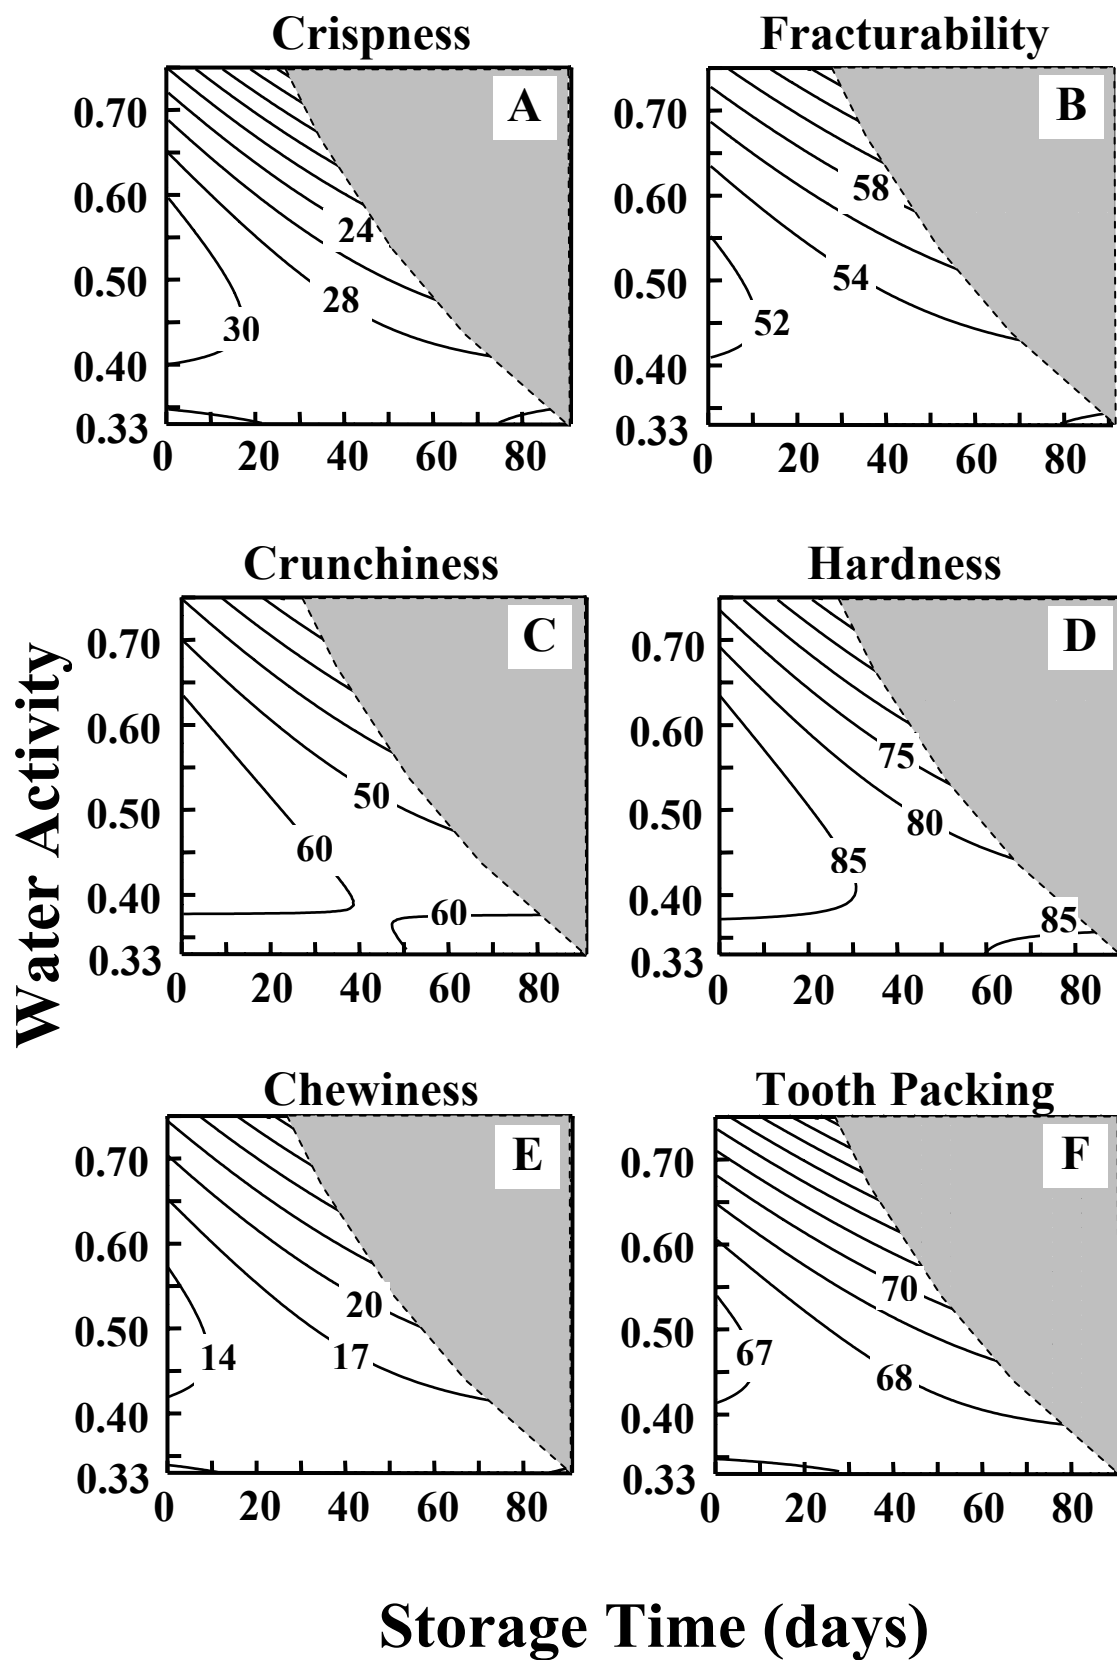 Crispness
Fracturability
A
B
0.70
0.60
0.50
0.40
0.33
24
28
30
0 20 40 60 80
0.70
0.60
0.50
0.40
0.33
58
54
52
0 20 40 60 80
Crunchiness
Hardness
C
D
Water Activity
0.70
0.60
0.50
0.40
0.33
50
60
60
0 20 40 60 80
0.70
0.60
0.50
0.40
0.33
75
80
85
85
0 20 40 60 80
Chewiness
Tooth Packing
E
F
0.70
0.60
0.50
0.40
0.33
20
17
14
0 20 40 60 80
0.70
0.60
0.50
0.40
0.33
70
67
68
0 20 40 60 80
Storage Time (days)